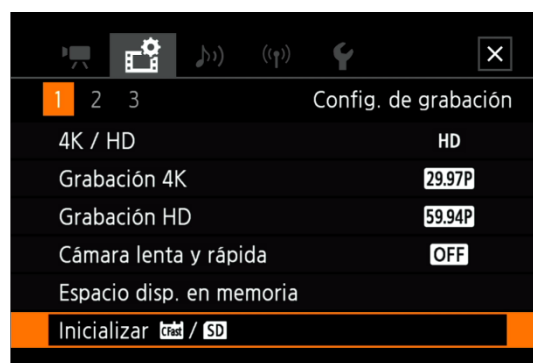 1 2 3 Config. de grabación
4K / HD HD
Grabación 4K 29.97P
Grabación HD 59.94P
Cámara lenta y rápida OFF
Espacio disp. en memoria
Inicializar CFast / SD